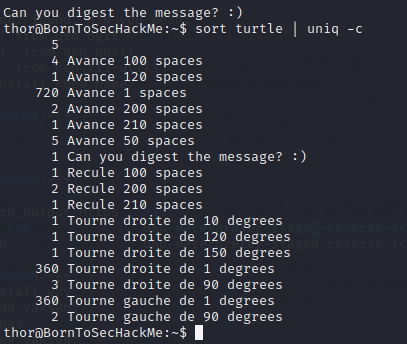 Can you digest the message? :)
thor@BornToSecHackMe:~$ sort turtle | uniq -c
5
4 Avance 100 spaces
1 Avance 120 spaces
720 Avance 1 spaces
2 Avance 200 spaces
1 Avance 210 spaces
5 Avance 50 spaces
1 Can you digest the message? :)
1 Recule 100 spaces
2 Recule 200 spaces
1 Recule 210 spaces
1 Tourne droite de 10 degrees
1 Tourne droite de 120 degrees
1 Tourne droite de 150 degrees
360 Tourne droite de 1 degrees
3 Tourne droite de 90 degrees
360 Tourne gauche de 1 degrees
2 Tourne gauche de 90 degrees
thor@BornToSecHackMe:~$